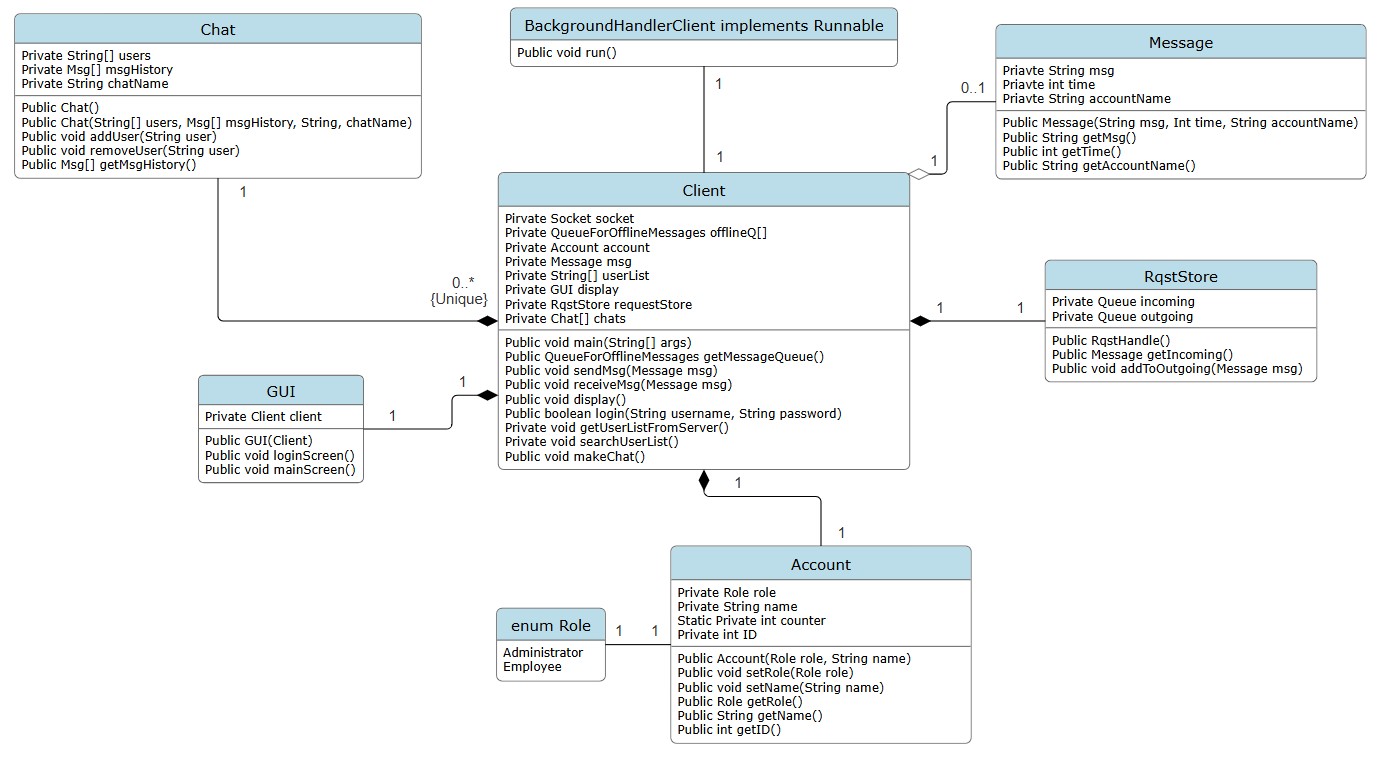 Chat
Private String[] users
Private Msg[] msgHistory
Private String chatName
Public Chat()
Public Chat(String[] users, Msg[] msgHistory, String, chatName)
Public void addUser(String user)
Public void removeUser(String user)
Public Msg[] getMsgHistory()
1
0..*
{Unique}
BackgroundHandlerClient implements Runnable
Public void run()
1
1
Message
Priavte String msg
Priavte int time
Priavte String accountName
Public Message(String msg, Int time, String accountName)
Public String getMsg()
Public int getTime()
Public String getAccountName()
0..1
1
Client
Pirvate Socket socket
Private QueueForOfflineMessages offlineQ[]
Private Account account
Private Message msg
Private String[] userList
Private GUI display
Private RqstStore requestStore
Private Chat[] chats
Public void main(String[] args)
Public QueueForOfflineMessages getMessageQueue()
Public void sendMsg(Message msg)
Public void receiveMsg(Message msg)
Public void display()
Public boolean login(String username, String password)
Private void getUserListFromServer()
Private void searchUserList()
Public void makeChat()
RqstStore
Private Queue incoming
Private Queue outgoing
Public RqstHandle()
Public Message getIncoming()
Public void addToOutgoing(Message msg)
1
1
GUI
Private Client client
Public GUI(Client)
Public void loginScreen()
Public void mainScreen()
1
1
1
1
Account
Private Role role
Private String name
Static Private int counter
Private int ID
Public Account(Role role, String name)
Public void setRole(Role role)
Public void setName(String name)
Public Role getRole()
Public String getName()
Public int getID()
enum Role
Administrator
Employee
1
1